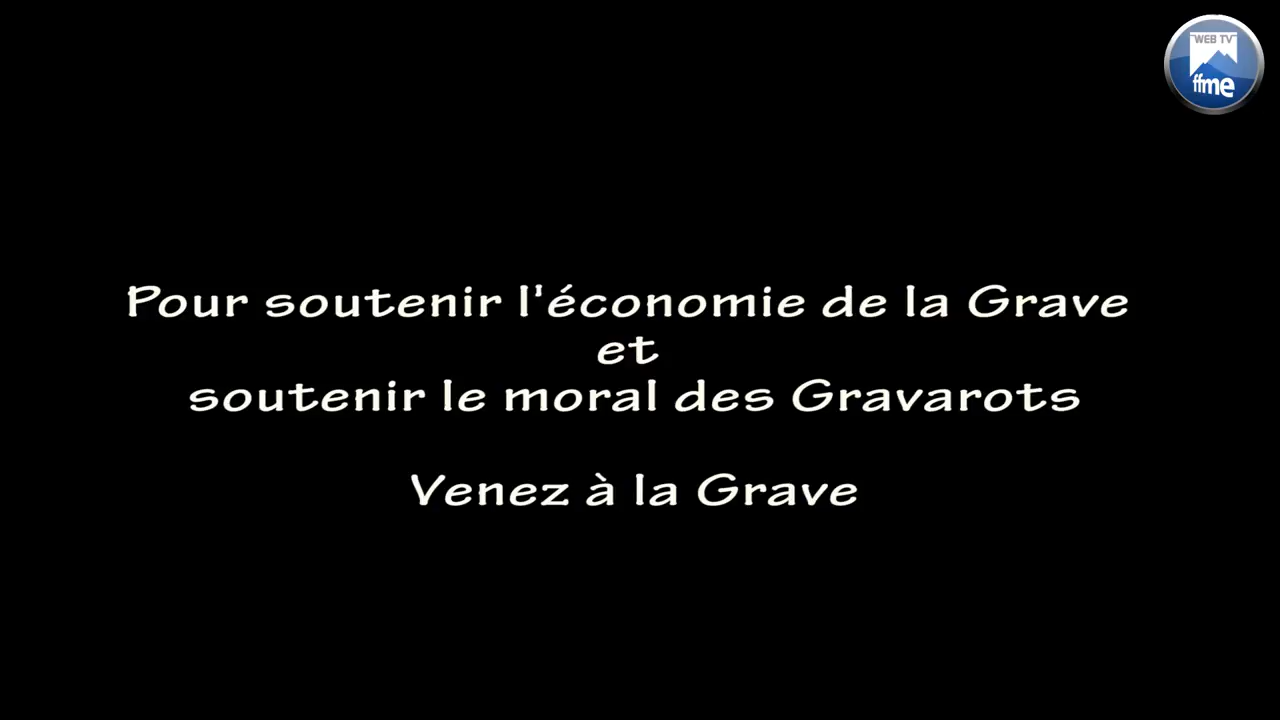 WEB TV
ffme
Pour soutenir l'économie de la Grave
et
soutenir le moral des Gravarots
Venez à la Grave